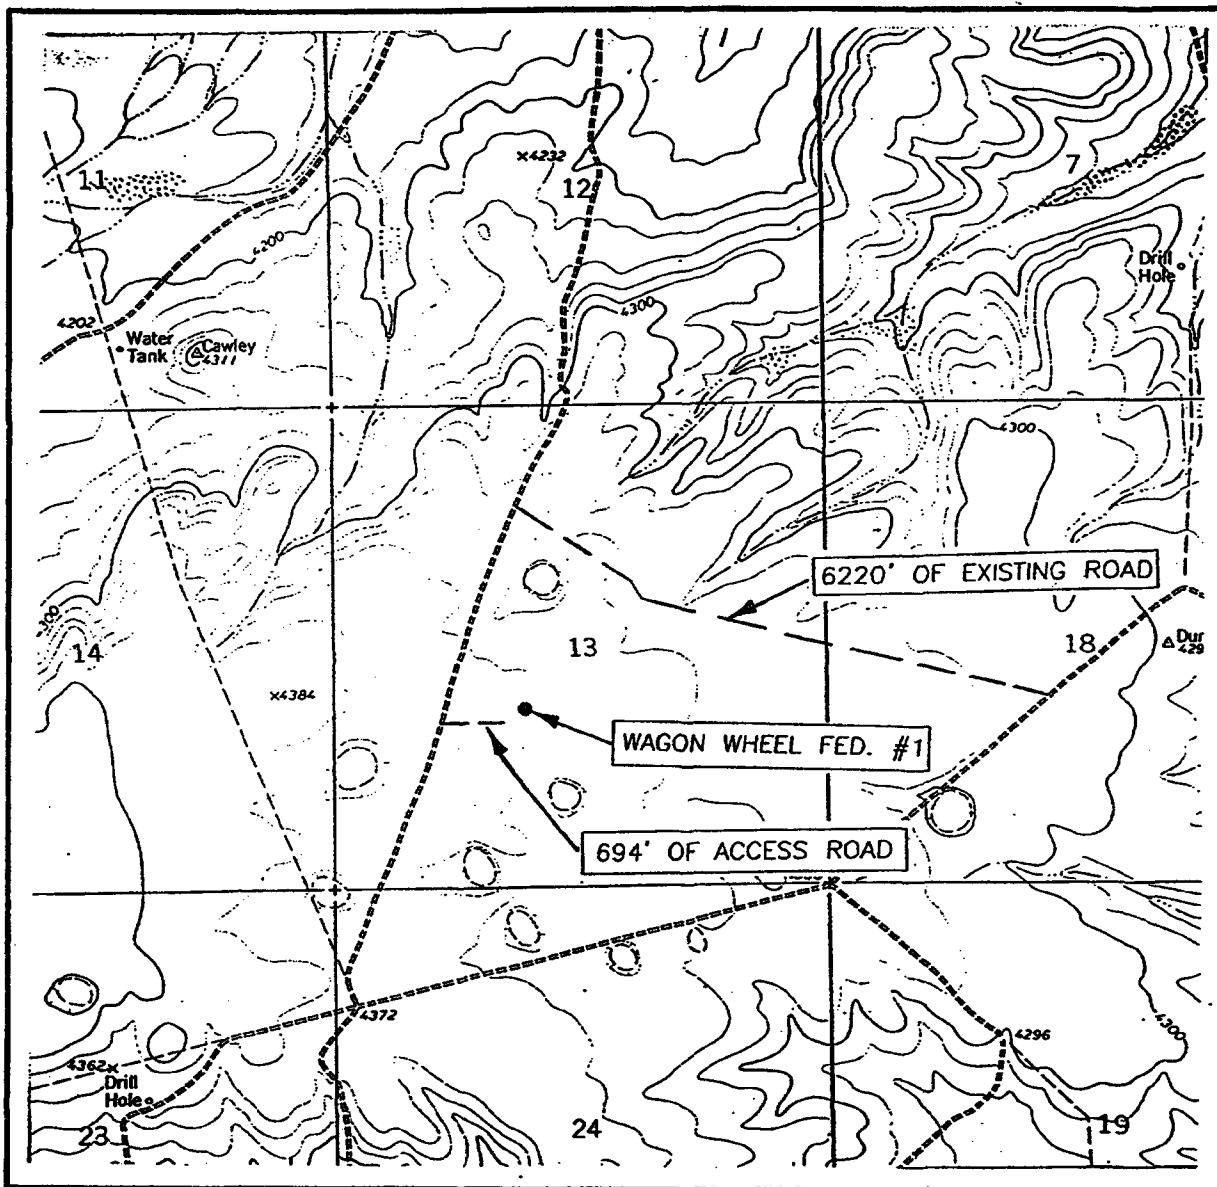 11
×4232
12
7
4200
Drill
Hole
4202
4300
Water
Tank
Cawley
4311
4300
6220' OF EXISTING ROAD
14
13
18
Dur
429
×4384
WAGON WHEEL FED. #1
694' OF ACCESS ROAD
4372
4296
4300
4362×
Drill
Hole
23
24
19